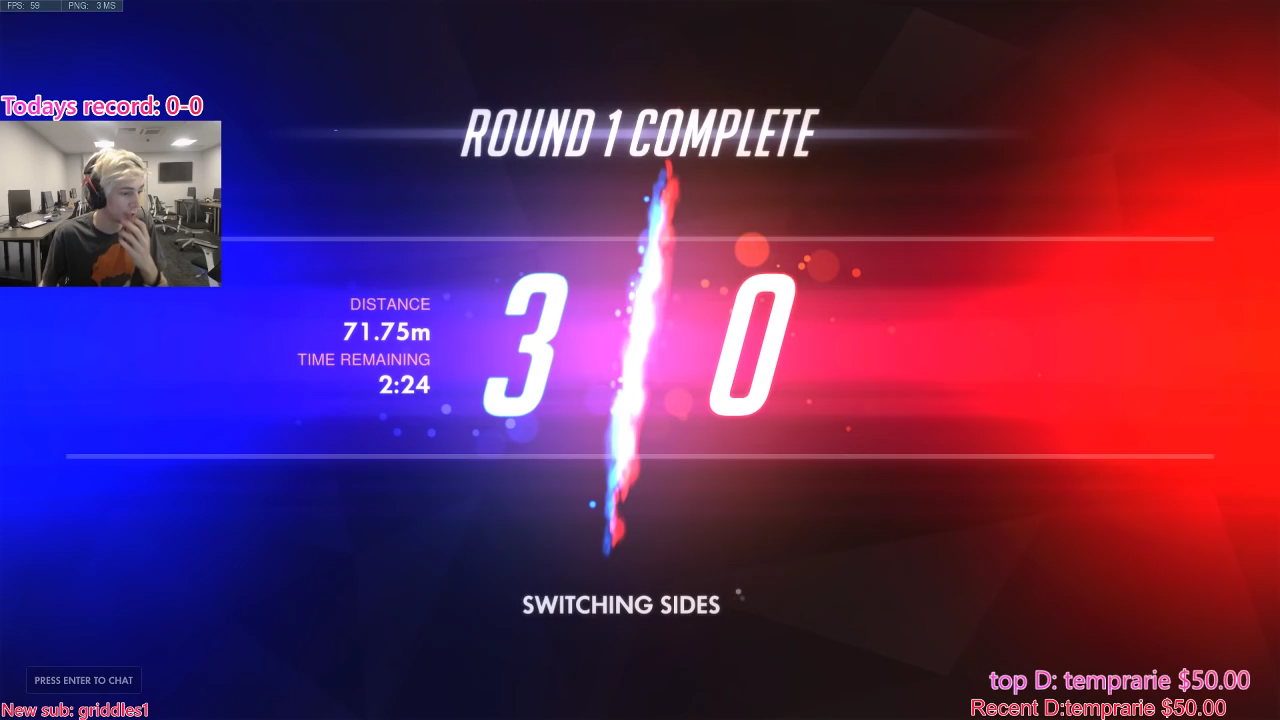 FPS: 59 PNG: 3 MS
Todays record: 0-0
ROUND 1 COMPLETE
DISTANCE
71.75m
TIME REMAINING
2:24
3 0
SWITCHING SIDES
PRESS ENTER TO CHAT
top D: temprarie $50.00
New sub: griddles1
Recent D:temprarie $50.00